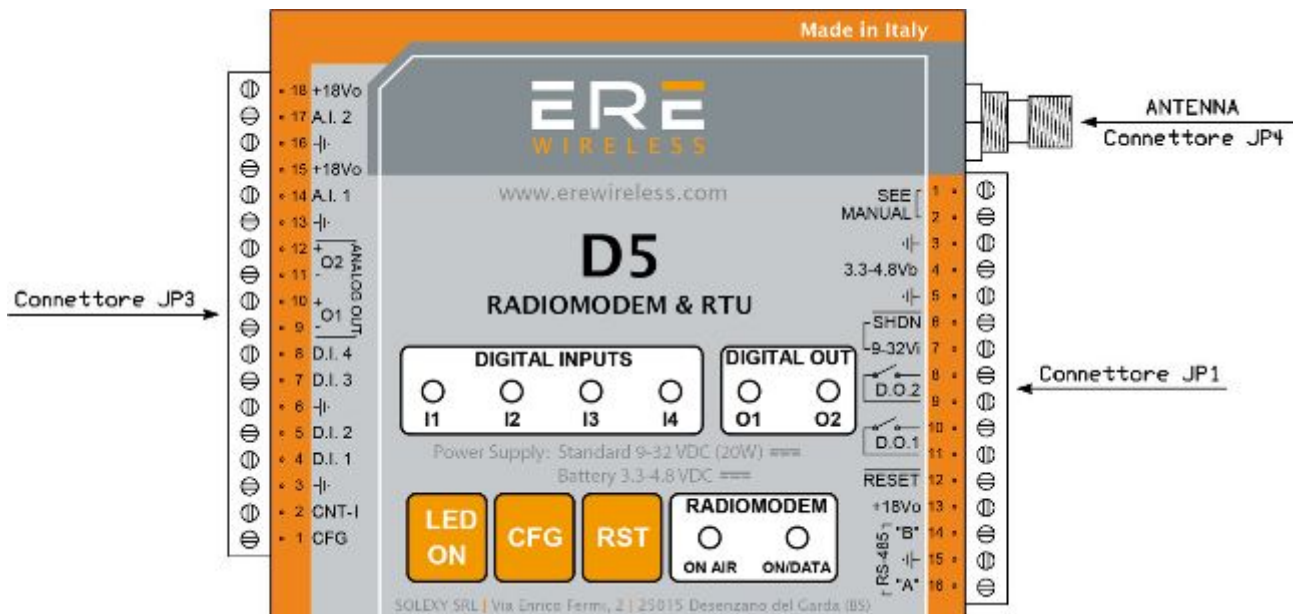 Made in Italy
ERE
WIRELESS
www.erewireless.com
D5
RADIOMODEM & RTU
DIGITAL INPUTS
I1 I2 I3 I4
DIGITAL OUT
O1 O2
Power Supply: Standard 9-32 VDC (20W)
Battery 3.3-4.8 VDC
LED ON
CFG
RST
RADIOMODEM
ON AIR ON/DATA
SOLEXY SRL | Via Enrico Fermi, 2 | 25015 Desenzano del Garda (BS)
Connettore JP3
18 +18Vo
17 A.I. 2
16
15 +18Vo
14 A.I. 1
13
12 +
O2
11 -
10 +
O1
9 -
ANALOG OUT
8 D.I. 4
7 D.I. 3
6
5 D.I. 2
4 D.I. 1
3
2 CNT-I
1 CFG
ANTENNA
Connettore JP4
SEE MANUAL
1
2
3
3.3-4.8Vb 4
5
SHDN 6
9-32Vi 7
8
D.O.2
9
10
D.O.1
11
RESET 12
+18Vo 13
RS-485
"B" 14
15
"A" 16
Connettore JP1